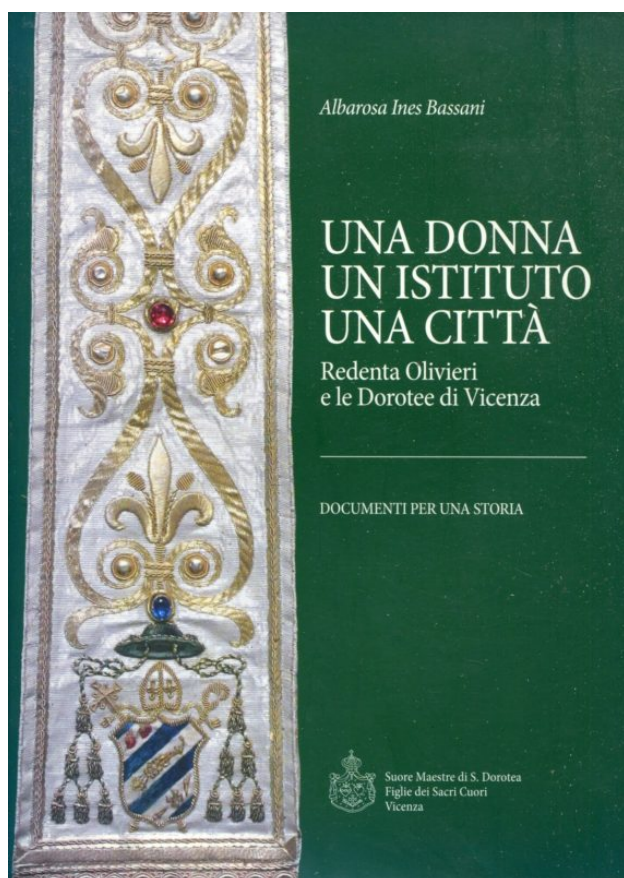 Albarosa Ines Bassani
UNA DONNA
UN ISTITUTO
UNA CITTÀ
Redenta Olivieri
e le Dorotee di Vicenza
DOCUMENTI PER UNA STORIA
Suore Maestre di S. Dorotea
Figlie dei Sacri Cuori
Vicenza